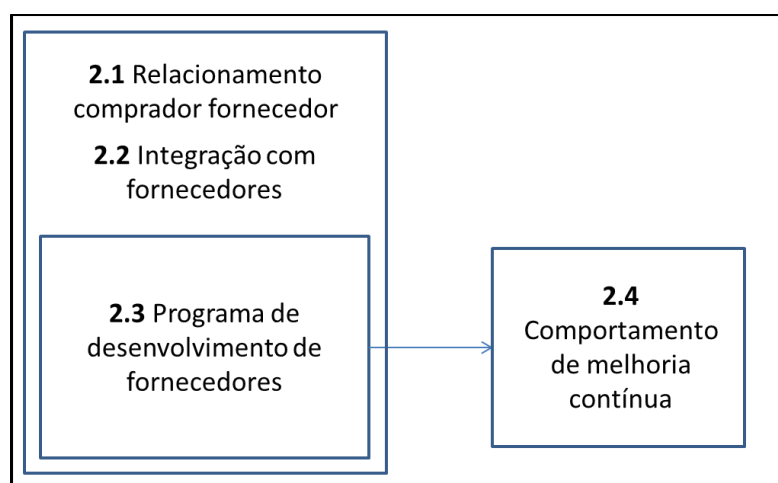 2.1 Relacionamento
comprador fornecedor
2.2 Integração com
fornecedores
2.3 Programa de
desenvolvimento de
fornecedores
2.4
Comportamento
de melhoria
contínua